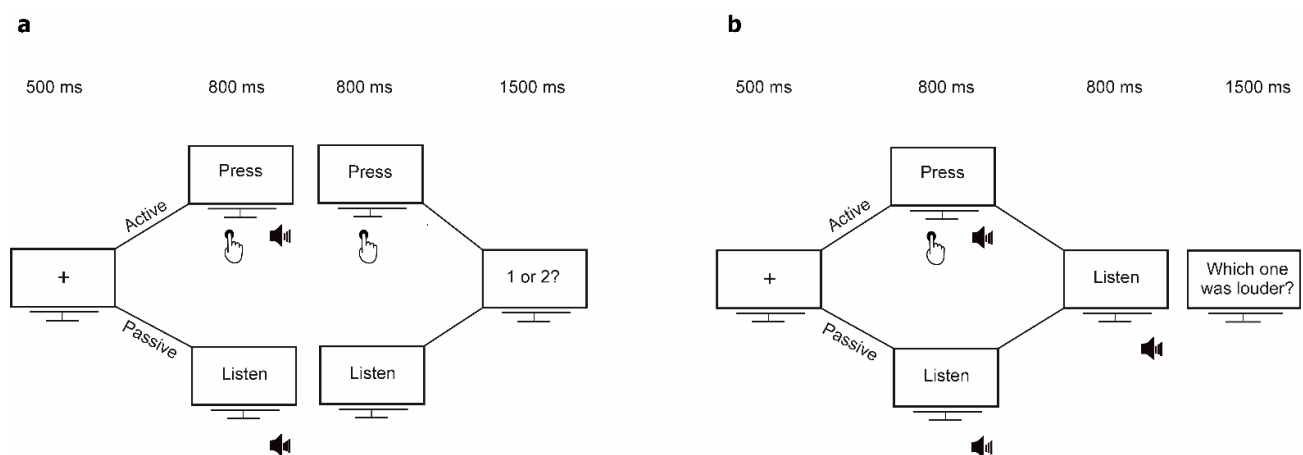 a
500 ms
800 ms
800 ms
1500 ms
Press
Press
Active
+
1 or 2?
Passive
Listen
Listen
b
500 ms
800 ms
800 ms
1500 ms
Press
Active
+
Listen
Which one
was louder?
Passive
Listen